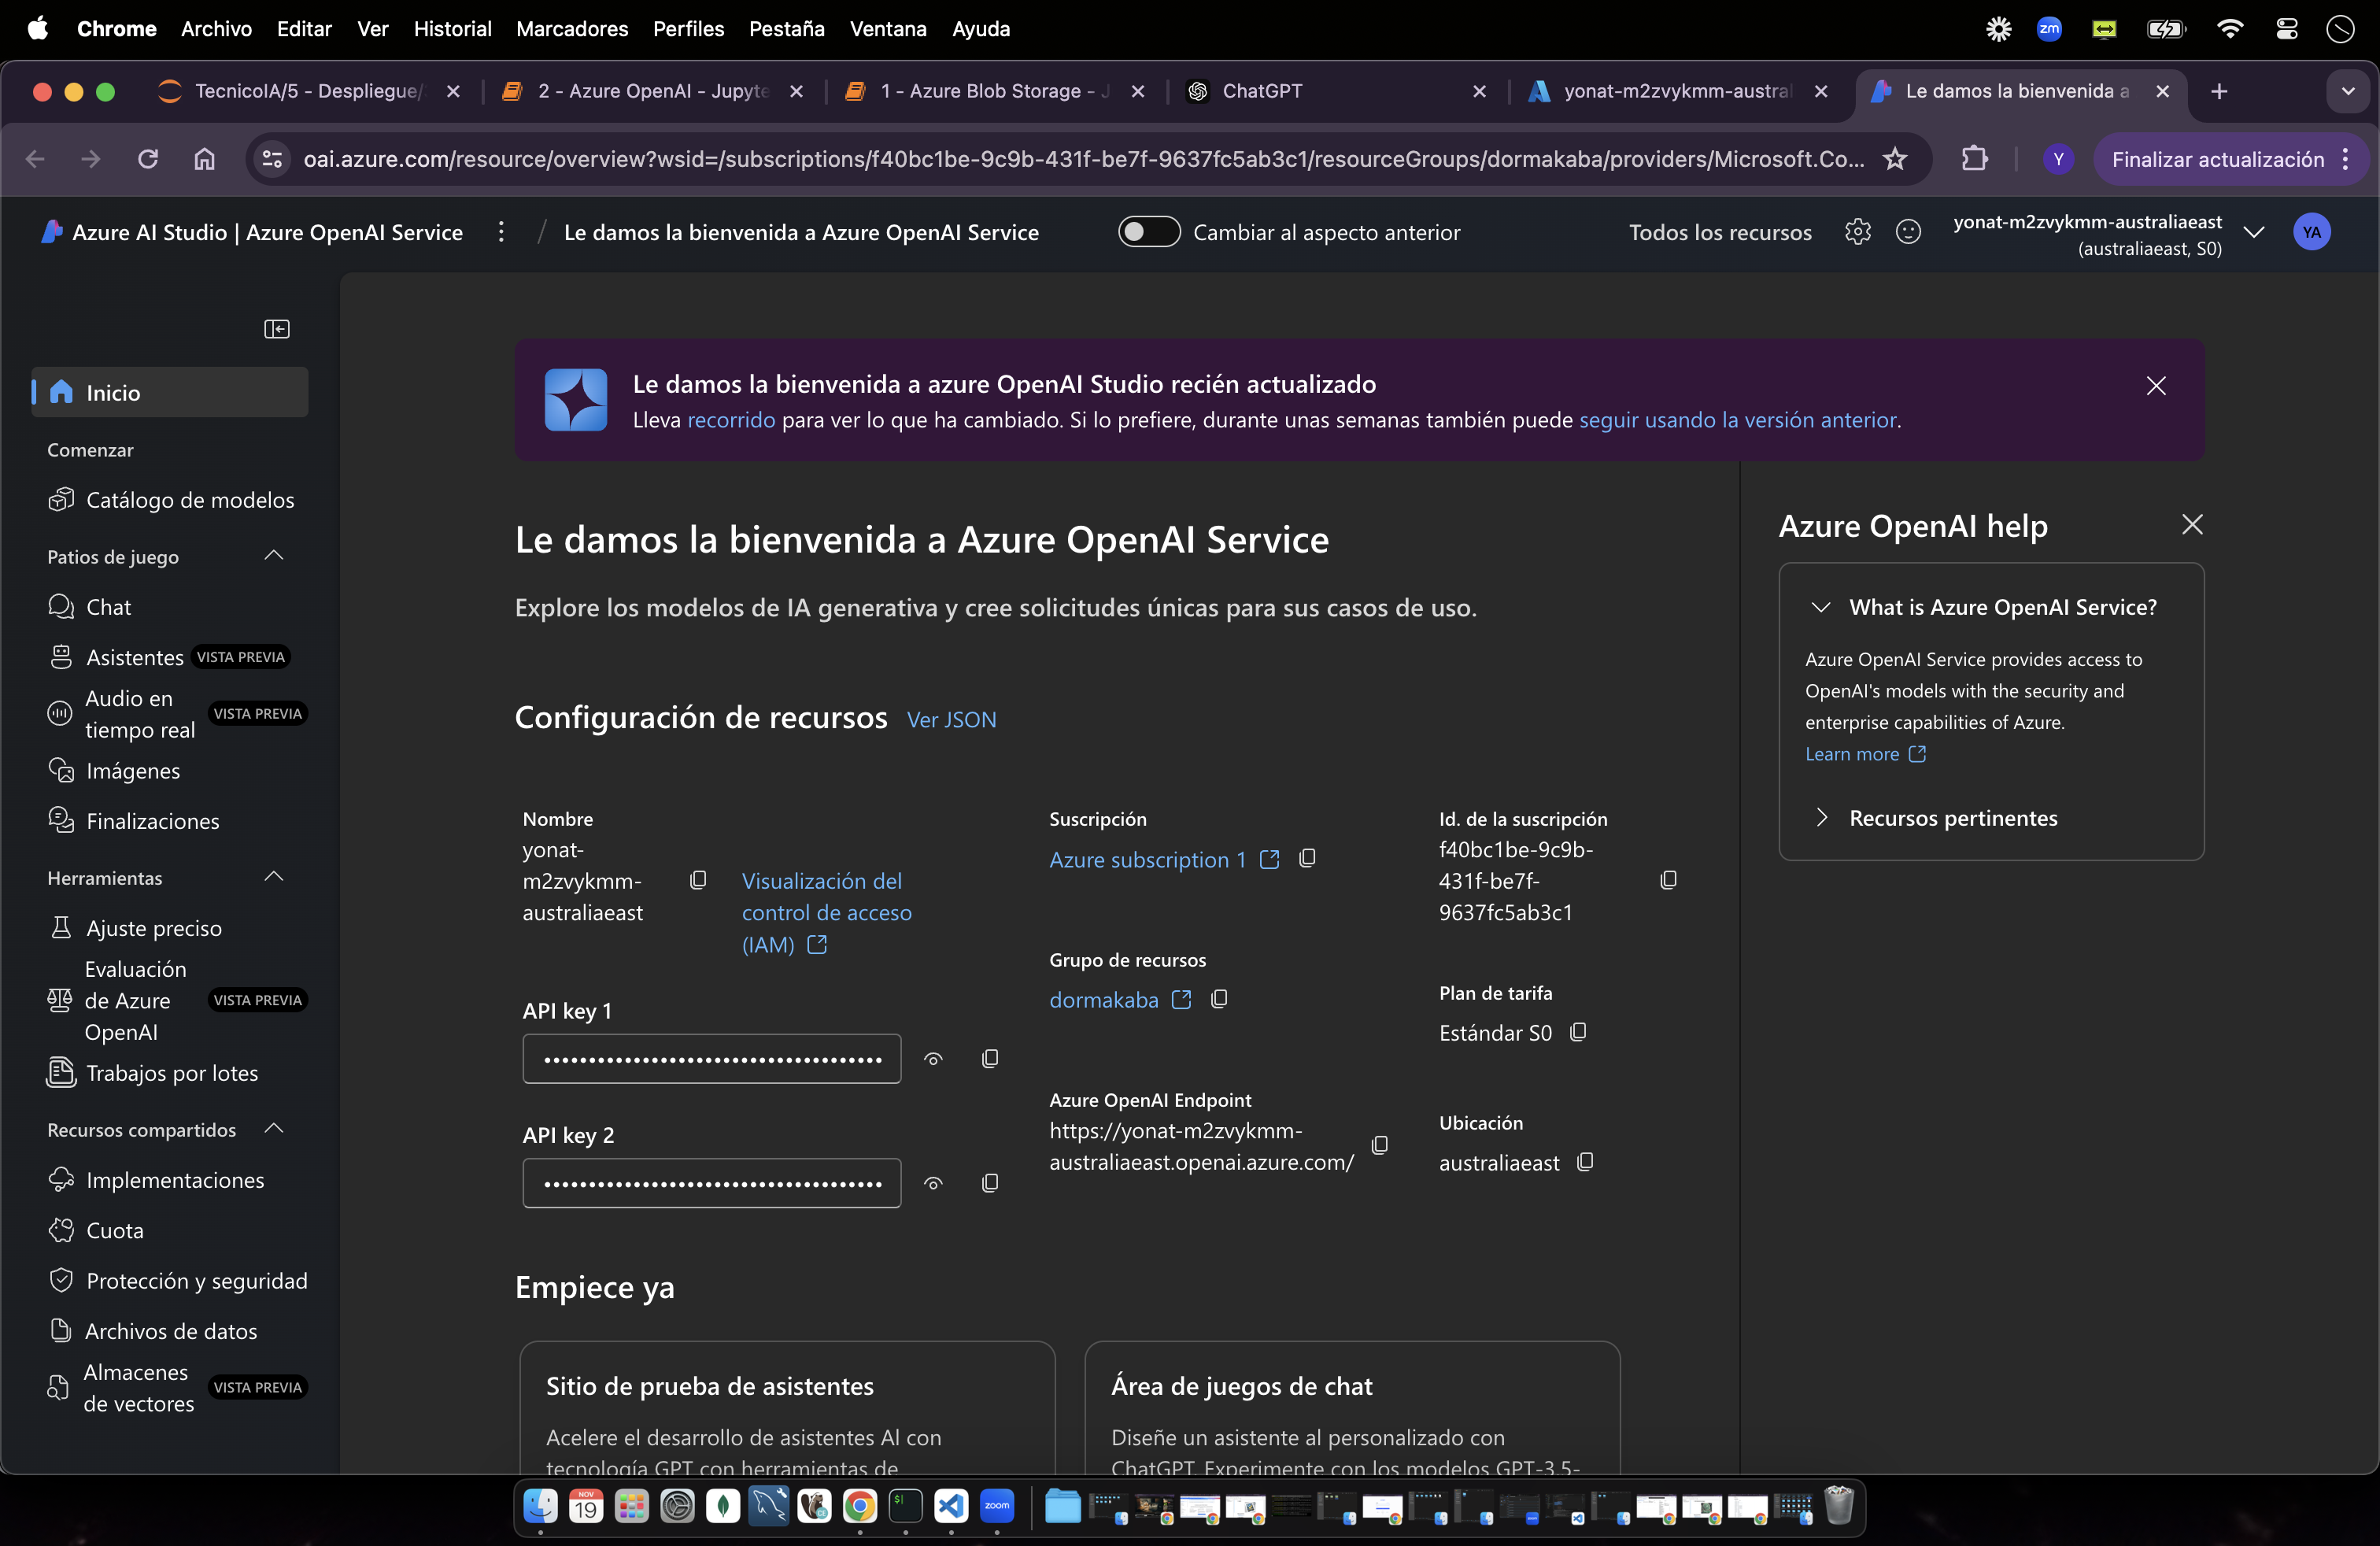 Chrome Archivo Editar Ver Historial Marcadores Perfiles Pestaña Ventana Ayuda
zm
TecnicoIA/5 - Despliegue/
2 - Azure OpenAI - Jupyte
1 - Azure Blob Storage - J
ChatGPT
yonat-m2zvykmm-austral
Le damos la bienvenida a
oai.azure.com/resource/overview?wsid=/subscriptions/f40bc1be-9c9b-431f-be7f-9637fc5ab3c1/resourceGroups/dormakaba/providers/Microsoft.Co...
Y
Finalizar actualización
Azure AI Studio | Azure OpenAI Service
/ Le damos la bienvenida a Azure OpenAI Service
Cambiar al aspecto anterior
Todos los recursos
yonat-m2zvykmm-australiaeast
(australiaeast, S0)
YA
Inicio
Comenzar
Catálogo de modelos
Patios de juego
Chat
Asistentes VISTA PREVIA
Audio en
tiempo real
VISTA PREVIA
Imágenes
Finalizaciones
Herramientas
Ajuste preciso
Evaluación
de Azure
OpenAI
VISTA PREVIA
Trabajos por lotes
Recursos compartidos
Implementaciones
Cuota
Protección y seguridad
Archivos de datos
Almacenes
de vectores
VISTA PREVIA
Le damos la bienvenida a azure OpenAI Studio recién actualizado
Lleva recorrido para ver lo que ha cambiado. Si lo prefiere, durante unas semanas también puede seguir usando la versión anterior.
Le damos la bienvenida a Azure OpenAI Service
Explore los modelos de IA generativa y cree solicitudes únicas para sus casos de uso.
Configuración de recursos Ver JSON
Nombre
yonat-
m2zvykmm-
australiaeast
Visualización del
control de acceso
(IAM)
API key 1
API key 2
Suscripción
Azure subscription 1
Grupo de recursos
dormakaba
Azure OpenAI Endpoint
https://yonat-m2zvykmm-
australiaeast.openai.azure.com/
Id. de la suscripción
f40bc1be-9c9b-
431f-be7f-
9637fc5ab3c1
Plan de tarifa
Estándar S0
Ubicación
australiaeast
Empiece ya
Sitio de prueba de asistentes
Acelere el desarrollo de asistentes AI con
tecnología GPT con herramientas de
Área de juegos de chat
Diseñe un asistente al personalizado con
ChatGPT. Experimente con los modelos GPT-3.5-
Azure OpenAI help
What is Azure OpenAI Service?
Azure OpenAI Service provides access to
OpenAI's models with the security and
enterprise capabilities of Azure.
Learn more
Recursos pertinentes
NOV
19
zoom